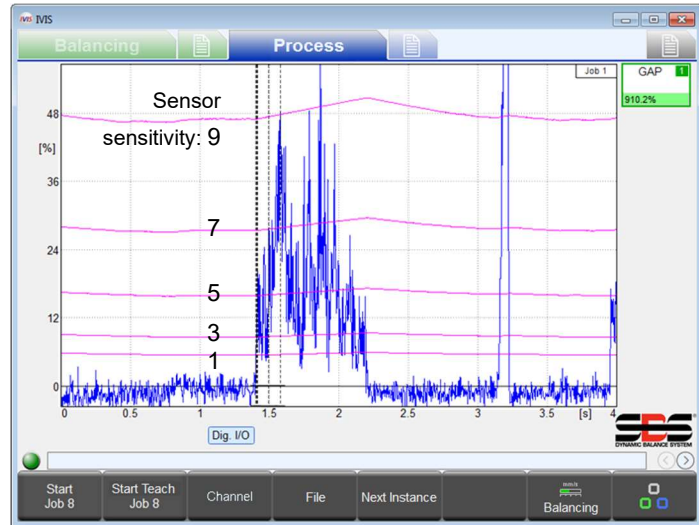 IVIS IVIS
Balancing Process
Job 1
GAP 1
910.2%
Sensor
sensitivity: 9
48
[%]
36
7
24
5
12
3
1
0
0 0.5 1 1.5 2 2.5 3 3.5 [s] 4
Dig. I/O
SBS
DYNAMIC BALANCE SYSTEM
Start Job 8
Start Teach Job 8
Channel
File
Next Instance
mm/s
Balancing